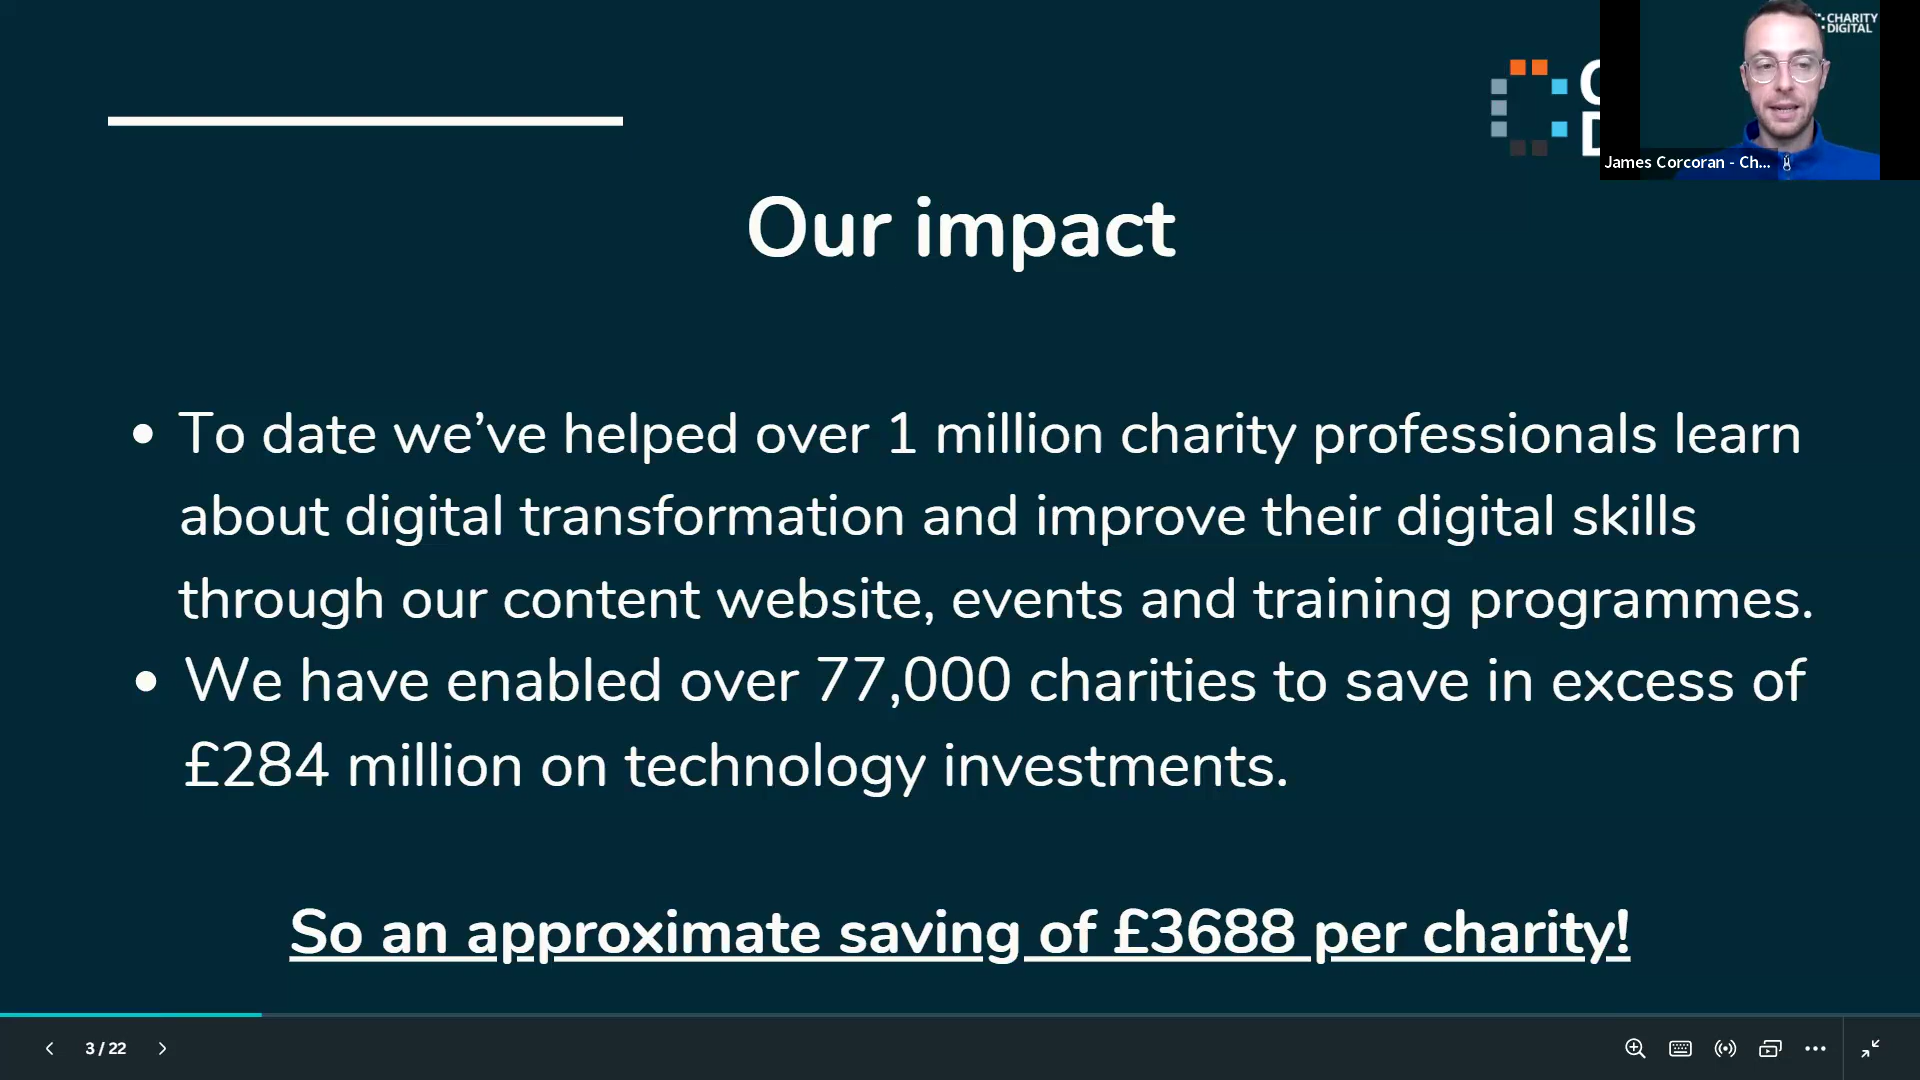 CHARITY
DIGITAL
C
D
James Corcoran - Ch...
Our impact
• To date we’ve helped over 1 million charity professionals learn
about digital transformation and improve their digital skills
through our content website, events and training programmes.
• We have enabled over 77,000 charities to save in excess of
£284 million on technology investments.
So an approximate saving of £3688 per charity!
3 / 22